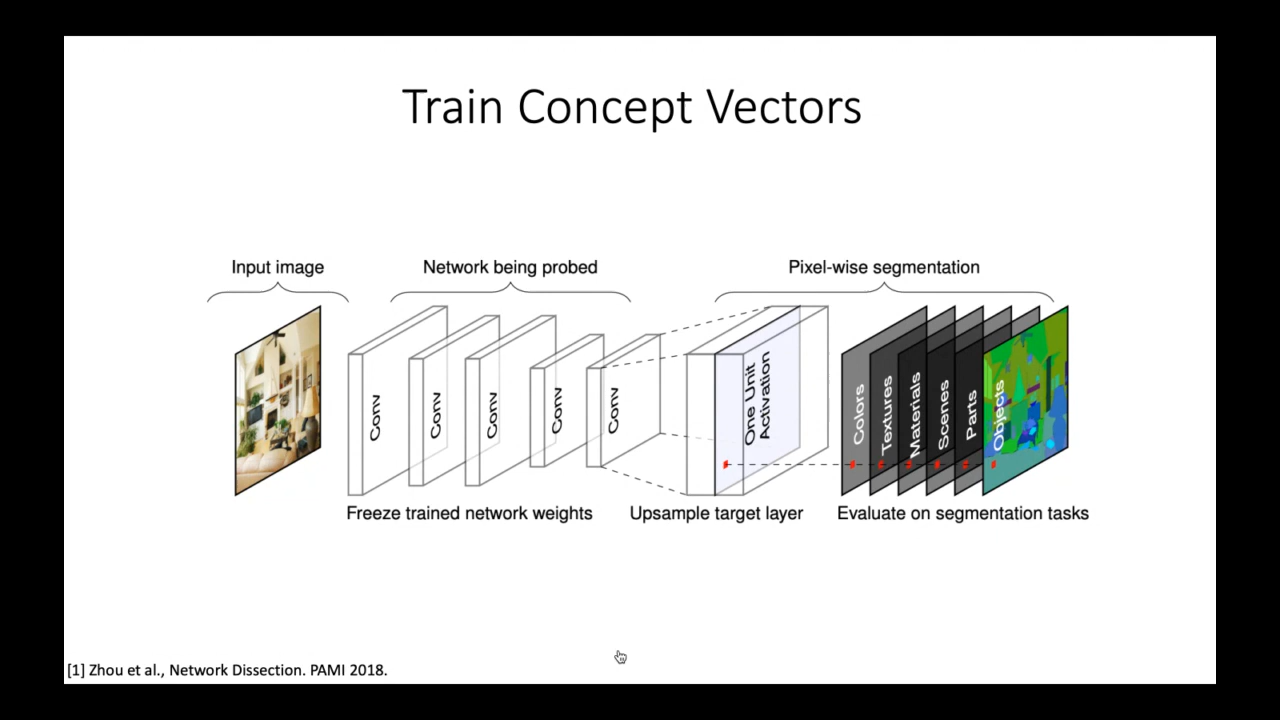 Train Concept Vectors
Input image
Network being probed
Pixel-wise segmentation
Conv
Conv
Conv
Conv
Conv
One Unit
Activation
Colors
Textures
Materials
Scenes
Parts
Objects
Freeze trained network weights
Upsample target layer
Evaluate on segmentation tasks
[1] Zhou et al., Network Dissection. PAMI 2018.